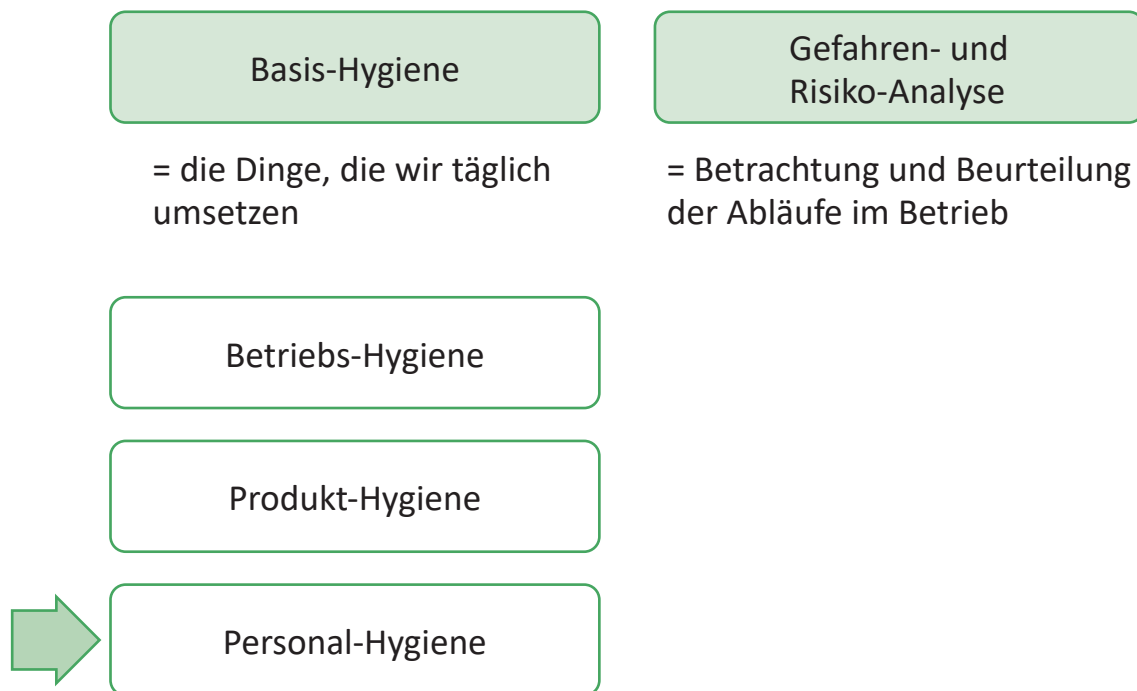 Basis-Hygiene
= die Dinge, die wir täglich
umsetzen
Gefahren- und
Risiko-Analyse
= Betrachtung und Beurteilung
der Abläufe im Betrieb
Betriebs-Hygiene
Produkt-Hygiene
Personal-Hygiene